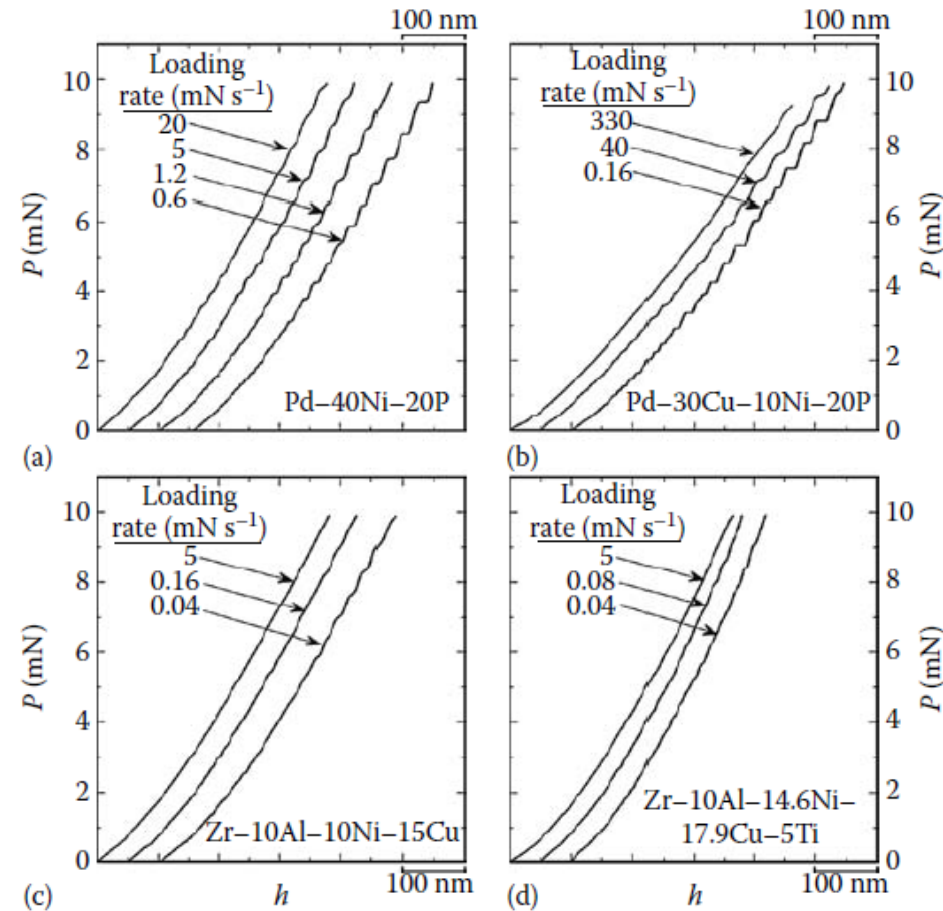 100 nm
100 nm
10
8
6
4
2
0
P (mN)
Loading
rate (mN s−1)
20
5
1.2
0.6
Pd–40Ni–20P
(a)
Loading
rate (mN s−1)
330
40
0.16
Pd–30Cu–10Ni–20P
10
8
6
4
2
0
P (mN)
(b)
10
8
6
4
2
0
P (mN)
Loading
rate (mN s−1)
5
0.16
0.04
Zr–10Al–10Ni–15Cu
(c)
h
100 nm
Loading
rate (mN s−1)
5
0.08
0.04
Zr–10Al–14.6Ni–
17.9Cu–5Ti
10
8
6
4
2
0
P (mN)
(d)
h
100 nm